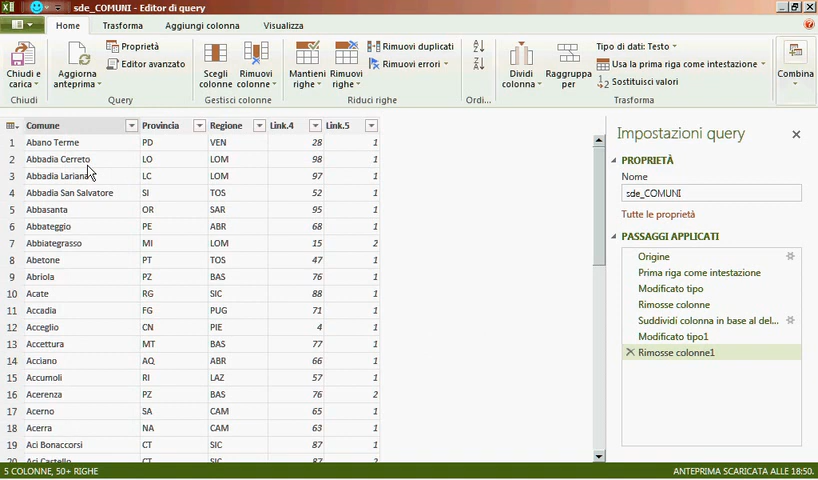 sde_COMUNI - Editor di query
Home Trasforma Aggiungi colonna Visualizza
Chiudi e carica
Chiudi
Aggiorna anteprima
Proprietà
Editor avanzato
Query
Scegli colonne
Rimuovi colonne
Gestisci colonne
Mantieni righe
Rimuovi righe
Rimuovi duplicati
Rimuovi errori
Riduci righe
Ordi...
Dividi colonna
Raggruppa per
Tipo di dati: Testo
Usa la prima riga come intestazione
Sostituisci valori
Trasforma
Combina
Comune Provincia Regione Link.4 Link.5
1 Abano Terme PD VEN 28 1
2 Abbadia Cerreto LO LOM 98 1
3 Abbadia Lariana LC LOM 97 1
4 Abbadia San Salvatore SI TOS 52 1
5 Abbasanta OR SAR 95 1
6 Abbateggio PE ABR 68 1
7 Abbiategrasso MI LOM 15 2
8 Abetone PT TOS 47 1
9 Abriola PZ BAS 76 1
10 Acate RG SIC 88 1
11 Accadia FG PUG 71 1
12 Acceglio CN PIE 4 1
13 Accettura MT BAS 77 1
14 Acciano AQ ABR 66 1
15 Accumoli RI LAZ 57 1
16 Acerenza PZ BAS 76 2
17 Acerno SA CAM 65 1
18 Acerra NA CAM 63 1
19 Aci Bonaccorsi CT SIC 87 1
20 Aci Castello CT SIC 87 2
Impostazioni query
PROPRIETÀ
Nome
sde_COMUNI
Tutte le proprietà
PASSAGGI APPLICATI
Origine
Prima riga come intestazione
Modificato tipo
Rimosse colonne
Suddividi colonna in base al del...
Modificato tipo1
Rimosse colonne1
5 COLONNE, 50+ RIGHE
ANTEPRIMA SCARICATA ALLE 18:50.